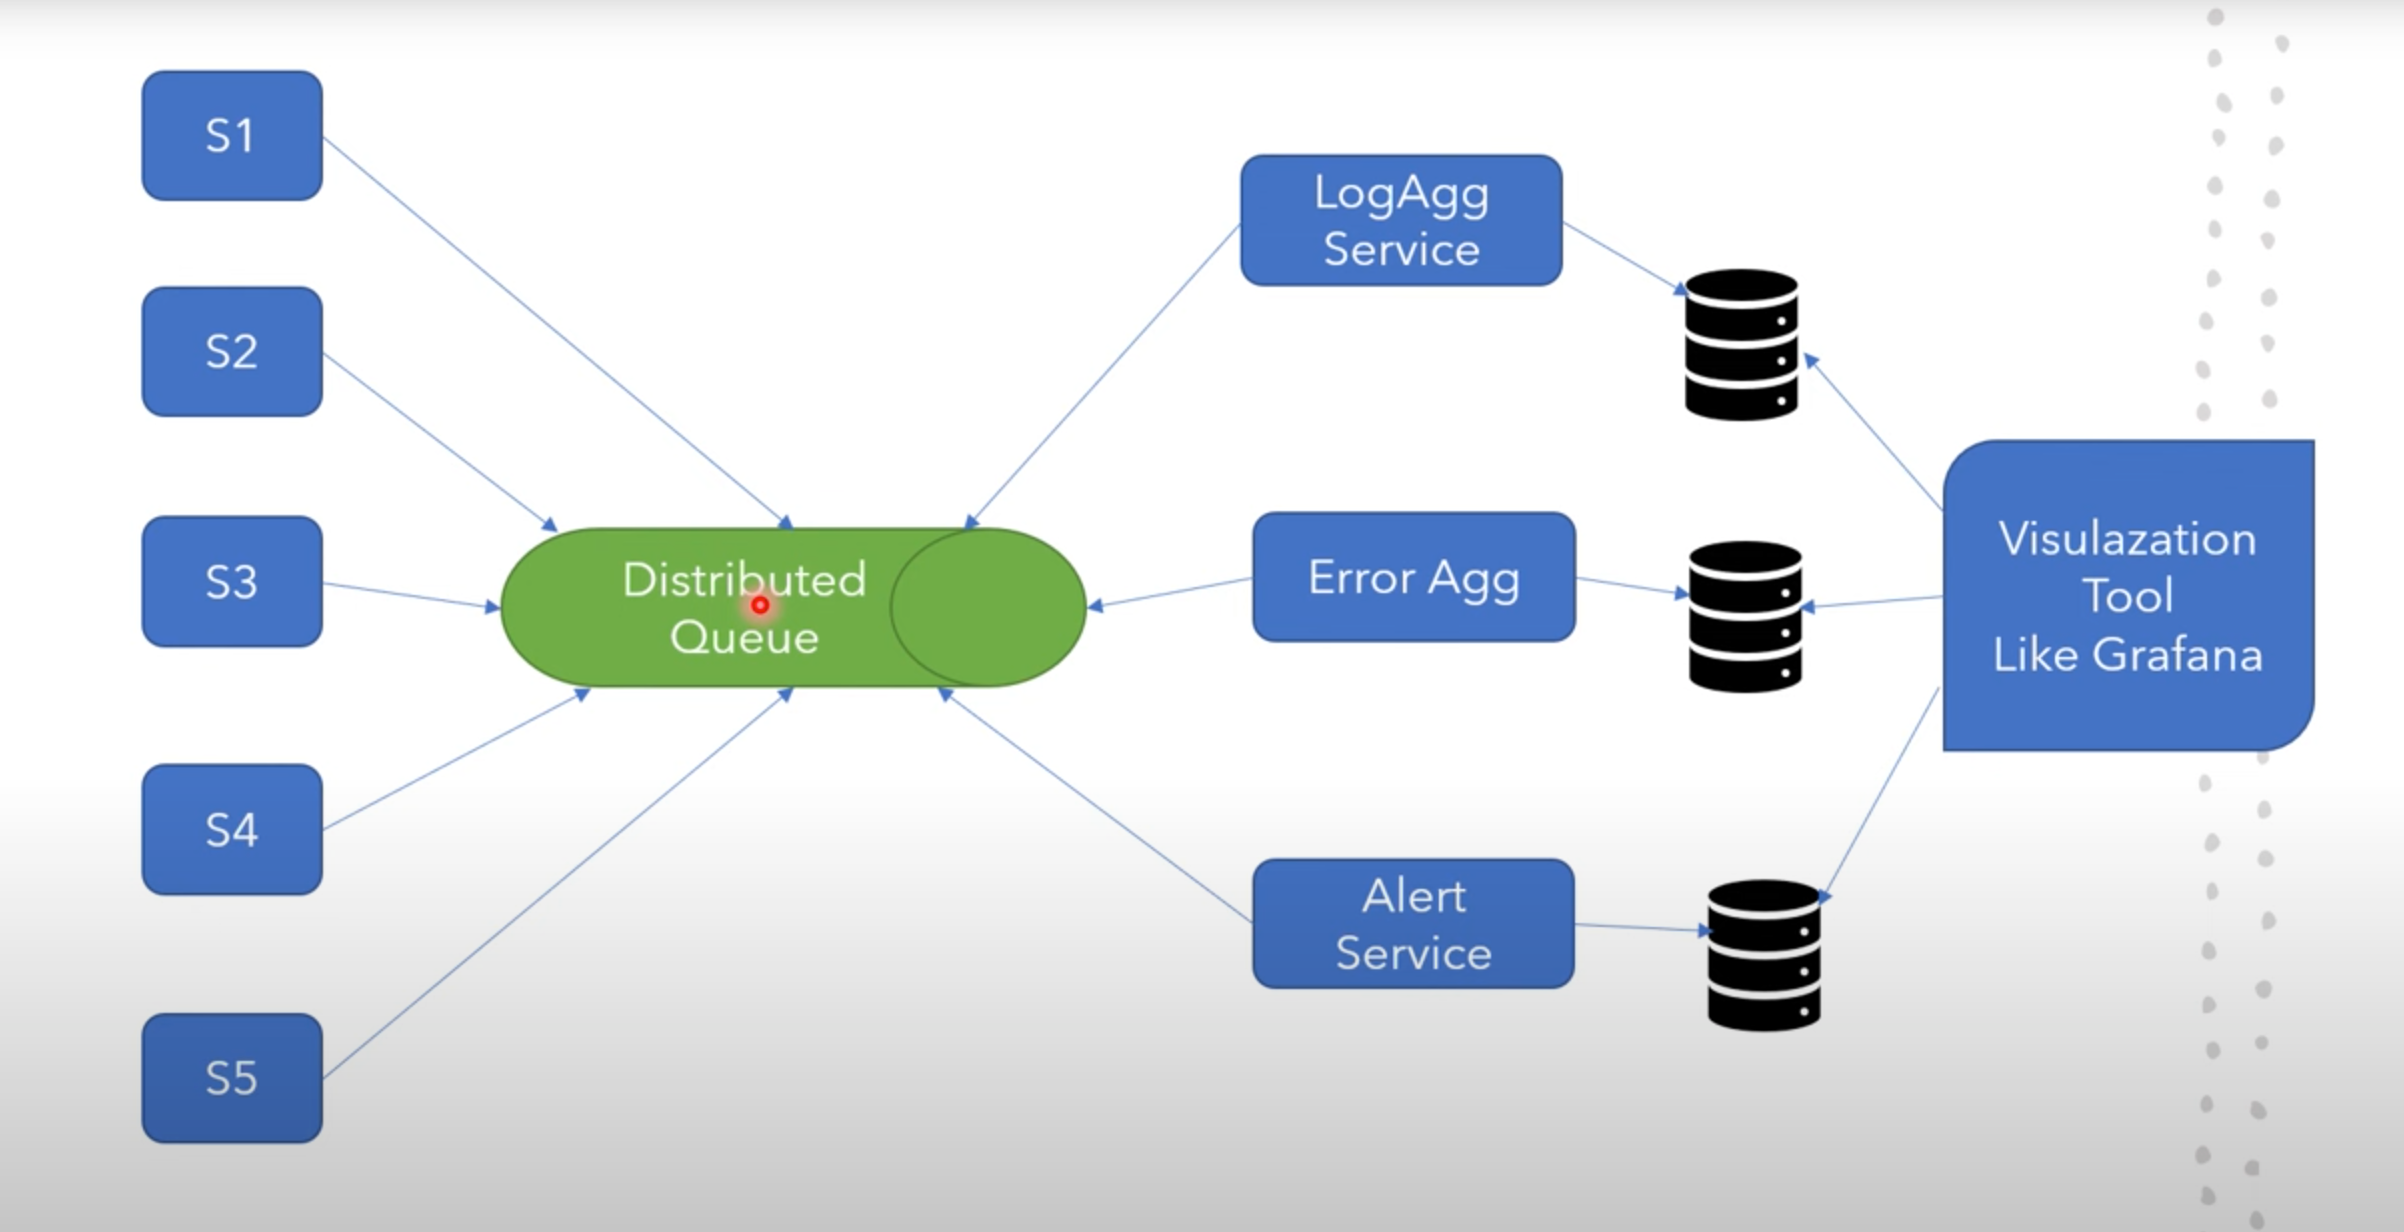 S1
S2
S3
S4
S5
Distributed
Queue
LogAgg
Service
Error Agg
Alert
Service
Visulazation
Tool
Like Grafana